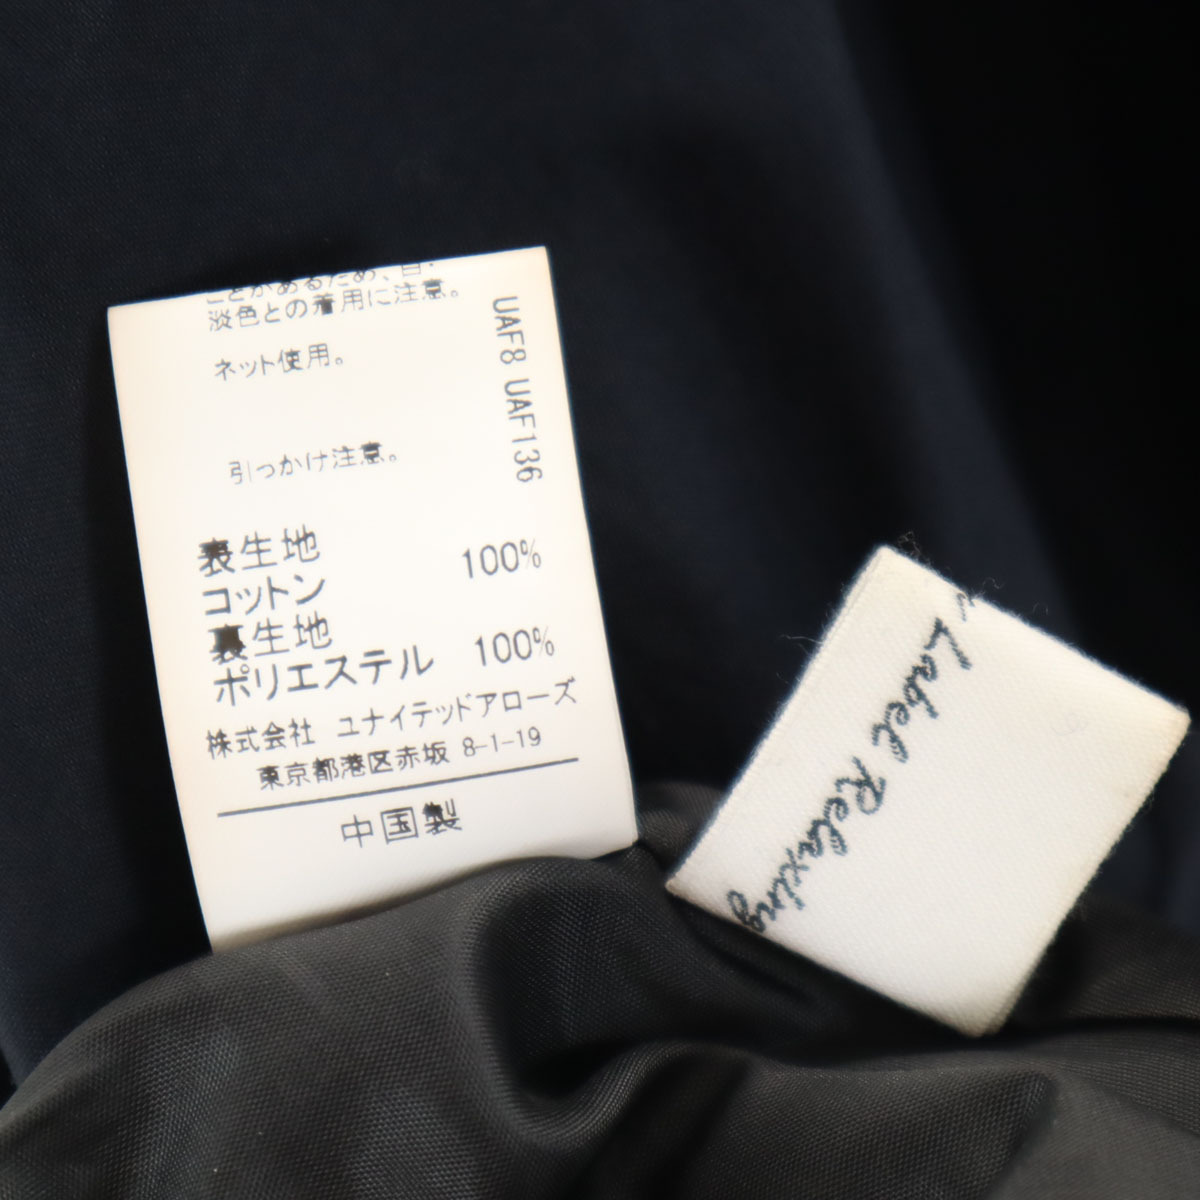 ことがあるため、白・
淡色との着用に注意。
ネット使用。
引っかけ注意。
UAF8 UAF136
表生地
コットン 100%
裏生地
ポリエステル 100%
株式会社 ユナイテッドアローズ
東京都港区赤坂 8-1-19
中国製
Label Relaxing